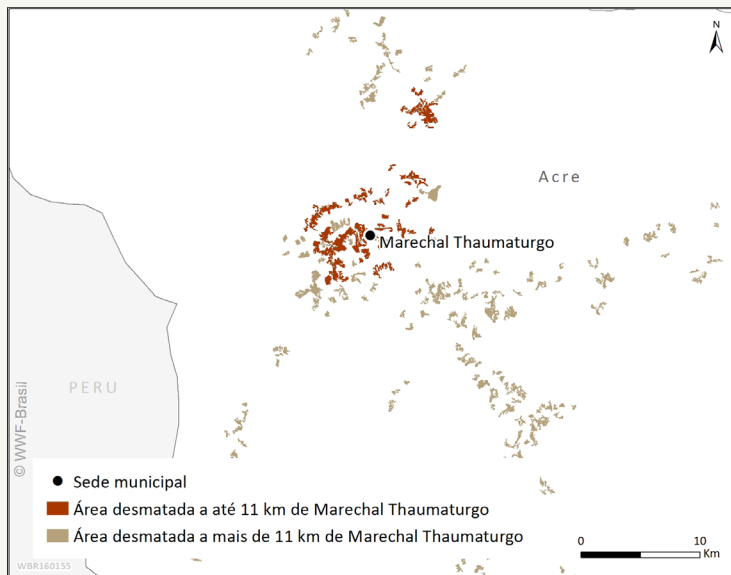 N
Acre
Marechal Thaumaturgo
PERU
© WWF-Brasil
Sede municipal
Área desmatada a até 11 km de Marechal Thaumaturgo
Área desmatada a mais de 11 km de Marechal Thaumaturgo
0 10
Km
WBR160155